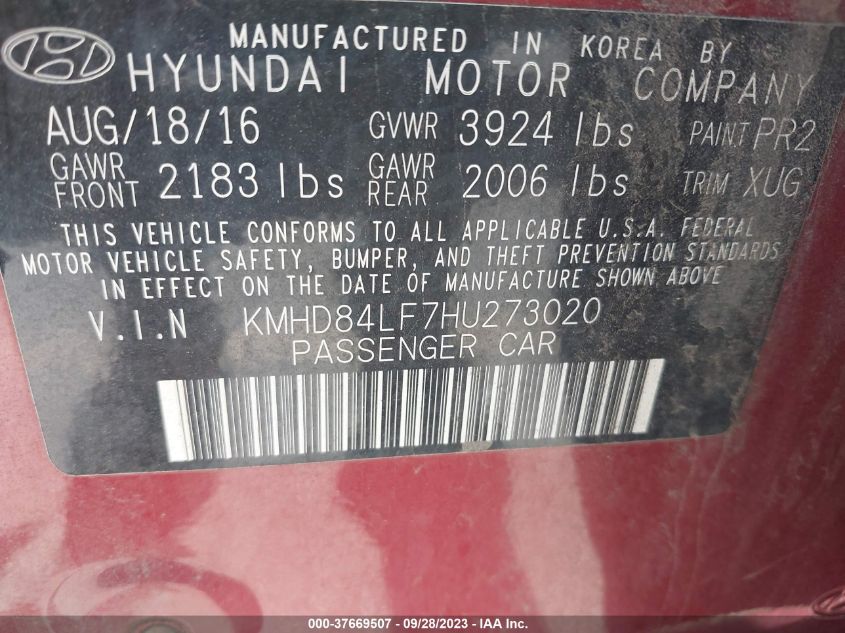 MANUFACTURED IN KOREA BY
HYUNDAI MOTOR COMPANY
AUG/18/16 GVWR 3924 lbs PAINT PR2
GAWR FRONT 2183 lbs GAWR REAR 2006 lbs TRIM XUG
THIS VEHICLE CONFORMS TO ALL APPLICABLE U.S.A. FEDERAL
MOTOR VEHICLE SAFETY, BUMPER, AND THEFT PREVENTION STANDARDS
IN EFFECT ON THE DATE OF MANUFACTURE SHOWN ABOVE
V.I.N KMHD84LF7HU273020
PASSENGER CAR
000-37669507 - 09/28/2023 - IAA Inc.